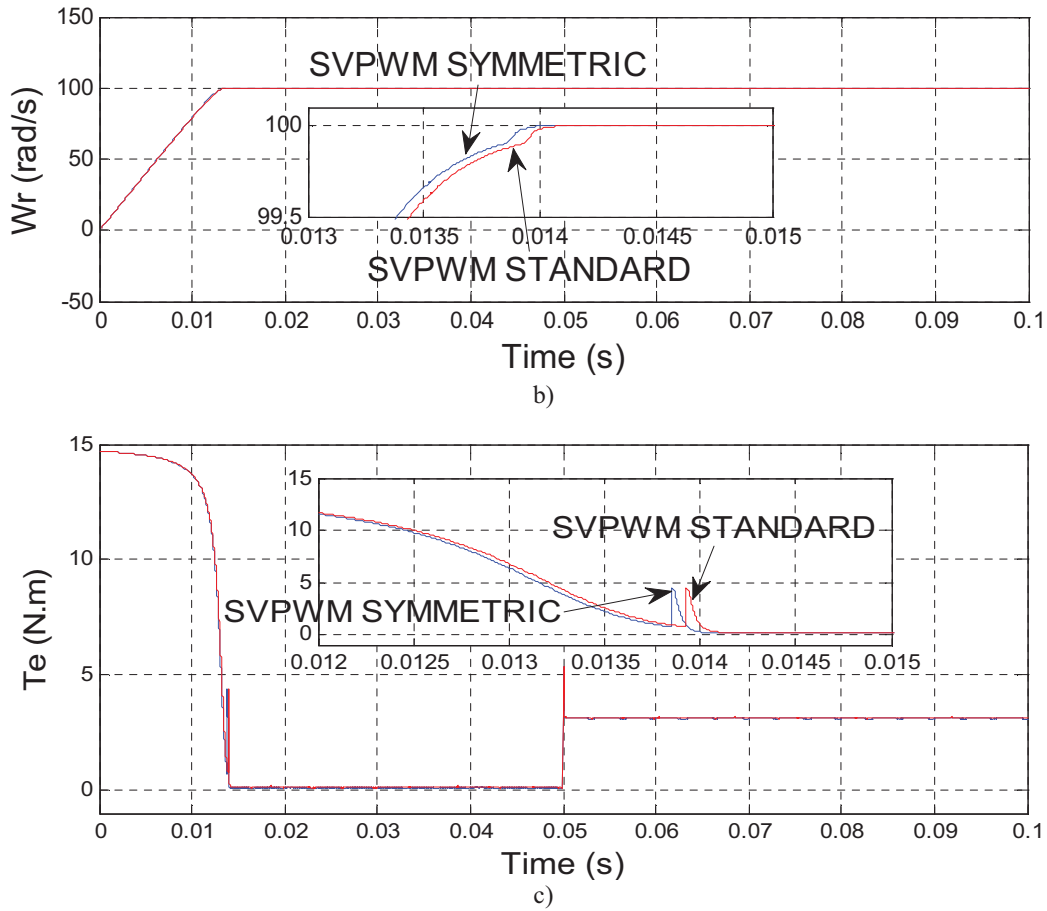 150
SVPWM SYMMETRIC
100
100
50
99.5
0.013 0.0135 0.014 0.0145 0.015
0
SVPWM STANDARD
-50
0 0.01 0.02 0.03 0.04 0.05 0.06 0.07 0.08 0.09 0.1
Wr (rad/s)
Time (s)
b)
15
15
SVPWM STANDARD
10
10
5
SVPWM SYMMETRIC
0
0.012 0.0125 0.013 0.0135 0.014 0.0145 0.015
5
0
0 0.01 0.02 0.03 0.04 0.05 0.06 0.07 0.08 0.09 0.1
Te (N.m)
Time (s)
c)